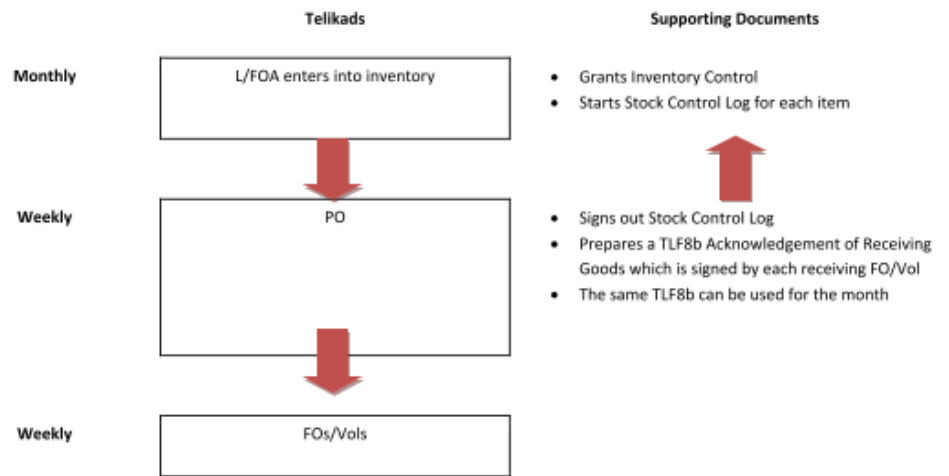 Telikads Supporting Documents
Monthly L/FOA enters into inventory • Grants Inventory Control
• Starts Stock Control Log for each item
Weekly PO • Signs out Stock Control Log
• Prepares a TLF8b Acknowledgement of Receiving
Goods which is signed by each receiving FO/Vol
• The same TLF8b can be used for the month
Weekly FOs/Vols